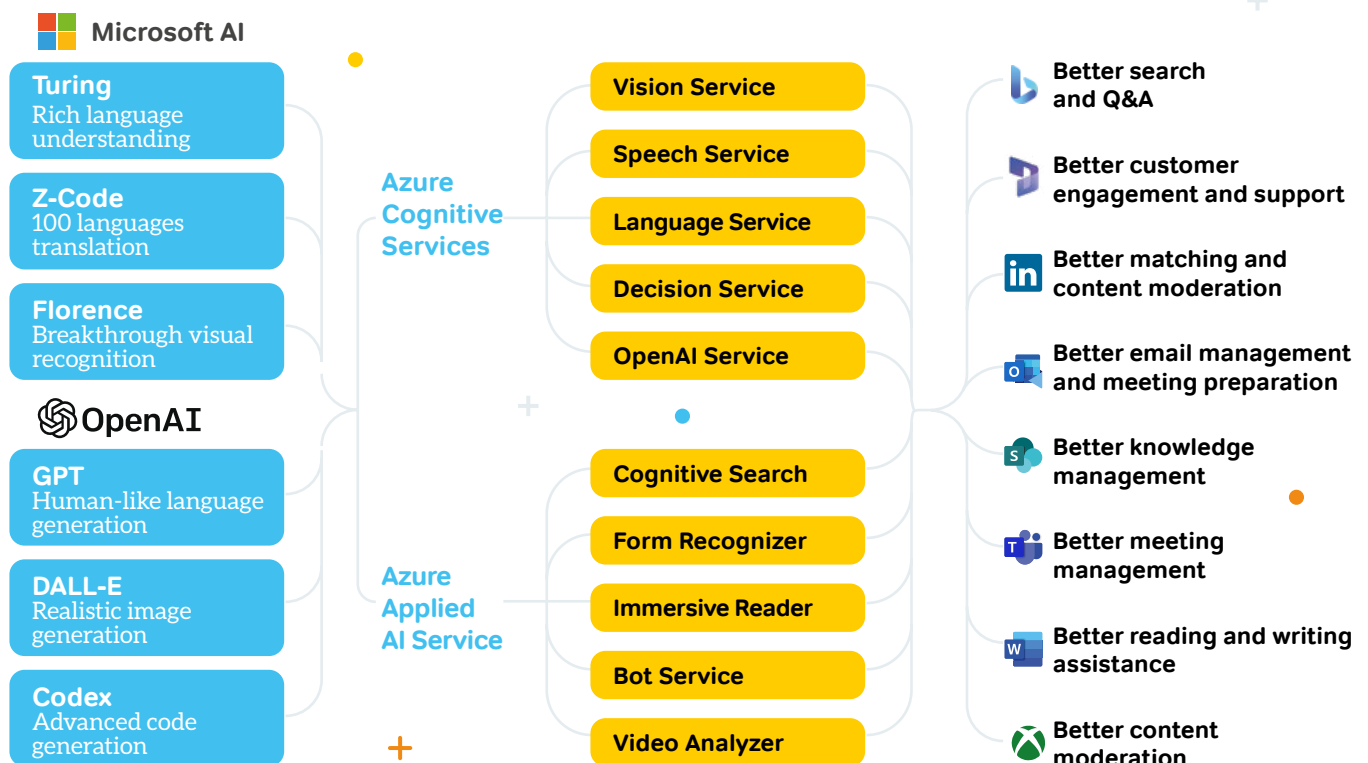 Microsoft AI
Turing
Rich language
understanding
Z-Code
100 languages
translation
Florence
Breakthrough visual
recognition
OpenAI
GPT
Human-like language
generation
DALL-E
Realistic image
generation
Codex
Advanced code
generation
Azure
Cognitive
Services
Azure
Applied
AI Service
Vision Service
Speech Service
Language Service
Decision Service
OpenAI Service
Cognitive Search
Form Recognizer
Immersive Reader
Bot Service
Video Analyzer
Better search
and Q&A
Better customer
engagement and support
in
Better matching and
content moderation
O
Better email management
and meeting preparation
S
Better knowledge
management
T
Better meeting
management
W
Better reading and writing
assistance
Better content
moderation